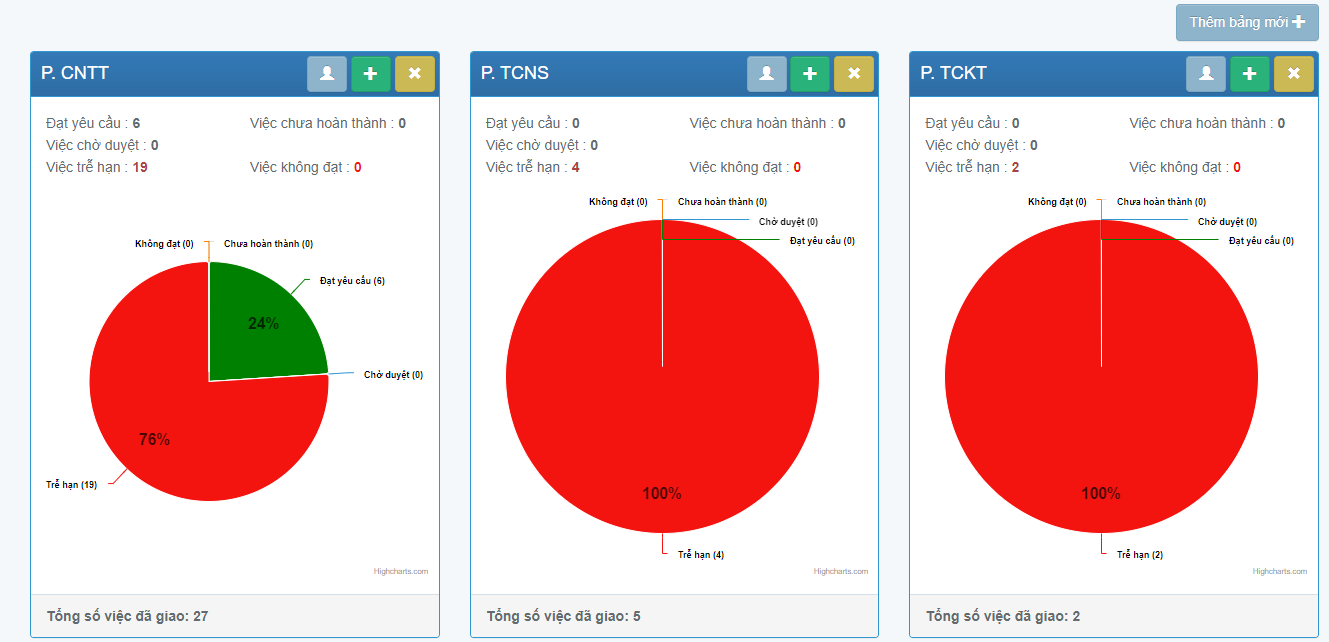 Thêm bảng mới
P. CNTT
Đạt yêu cầu : 6 Việc chưa hoàn thành : 0
Việc chờ duyệt : 0
Việc trễ hạn : 19 Việc không đạt : 0
Không đạt (0) Chưa hoàn thành (0)
Đạt yêu cầu (6)
24%
Chờ duyệt (0)
76%
Trễ hạn (19)
Highcharts.com
Tổng số việc đã giao: 27
P. TCNS
Đạt yêu cầu : 0 Việc chưa hoàn thành : 0
Việc chờ duyệt : 0
Việc trễ hạn : 4 Việc không đạt : 0
Không đạt (0) Chưa hoàn thành (0)
Chờ duyệt (0)
Đạt yêu cầu (0)
100%
Trễ hạn (4)
Highcharts.com
Tổng số việc đã giao: 5
P. TCKT
Đạt yêu cầu : 0 Việc chưa hoàn thành : 0
Việc chờ duyệt : 0
Việc trễ hạn : 2 Việc không đạt : 0
Không đạt (0) Chưa hoàn thành (0)
Chờ duyệt (0)
Đạt yêu cầu (0)
100%
Trễ hạn (2)
Highcharts.com
Tổng số việc đã giao: 2